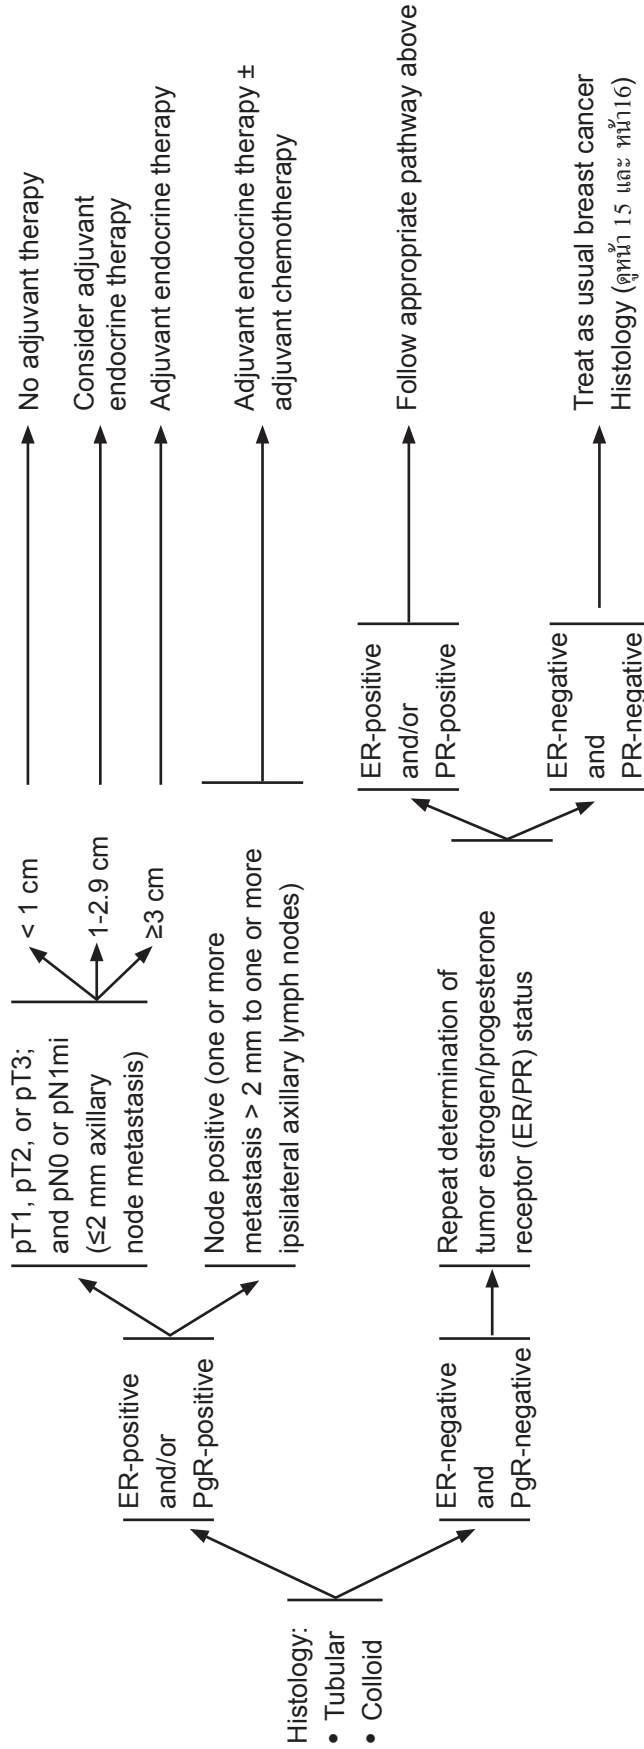 Histology:
• Tubular
• Colloid
ER-positive
and/or
PgR-positive
pT1, pT2, or pT3;
and pN0 or pN1mi
(≤2 mm axillary
node metastasis)
< 1 cm
No adjuvant therapy
1-2.9 cm
Consider adjuvant
endocrine therapy
≥3 cm
Adjuvant endocrine therapy
Node positive (one or more
metastasis > 2 mm to one or more
ipsilateral axillary lymph nodes)
Adjuvant endocrine therapy ±
adjuvant chemotherapy
ER-negative
and
PgR-negative
Repeat determination of
tumor estrogen/progesterone
receptor (ER/PR) status
ER-positive
and/or
PR-positive
Follow appropriate pathway above
ER-negative
and
PR-negative
Treat as usual breast cancer
Histology (ดูหน้า 15 และ หน้า16)